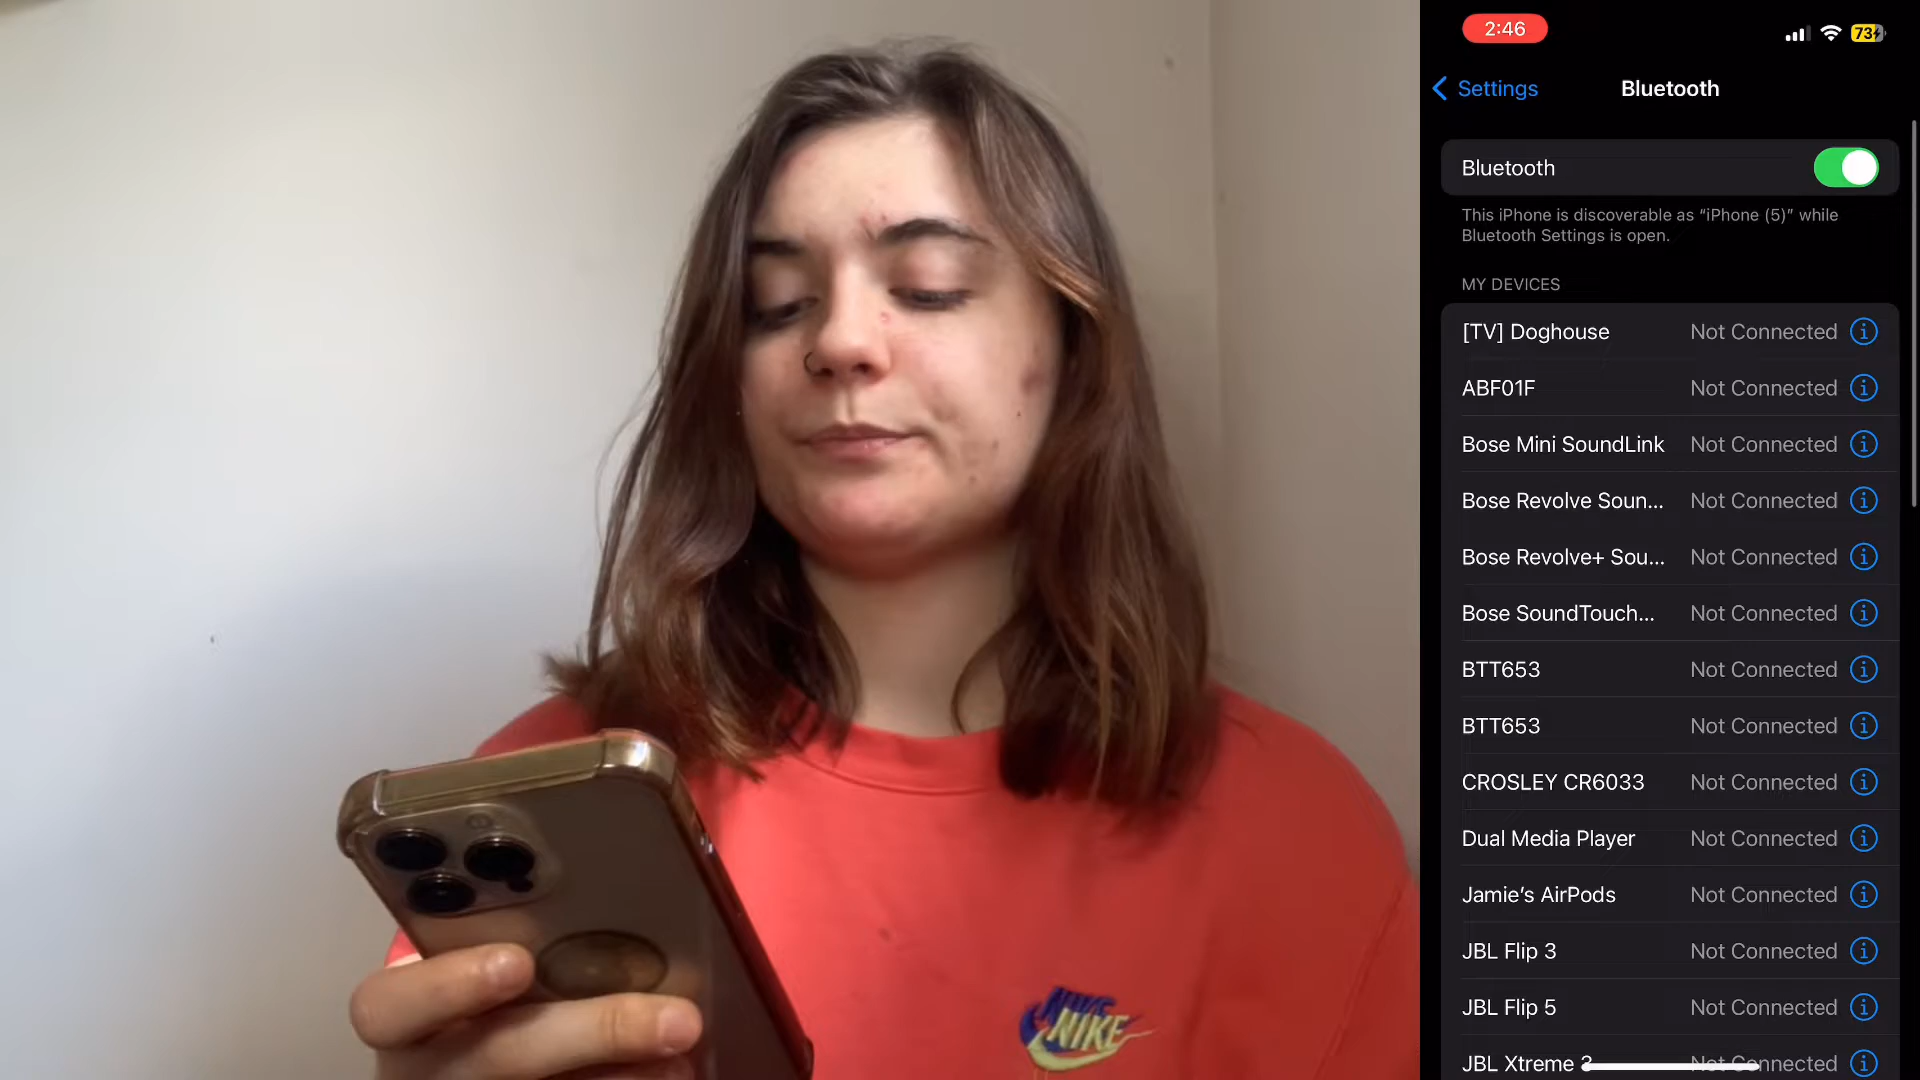 2:46
73
Settings
Bluetooth
Bluetooth
This iPhone is discoverable as “iPhone (5)” while
Bluetooth Settings is open.
MY DEVICES
[TV] Doghouse Not Connected
ABF01F Not Connected
Bose Mini SoundLink Not Connected
Bose Revolve Soun... Not Connected
Bose Revolve+ Sou... Not Connected
Bose SoundTouch... Not Connected
BTT653 Not Connected
BTT653 Not Connected
CROSLEY CR6033 Not Connected
Dual Media Player Not Connected
Jamie’s AirPods Not Connected
JBL Flip 3 Not Connected
JBL Flip 5 Not Connected
JBL Xtreme 3 Not Connected
NIKE
NIKE